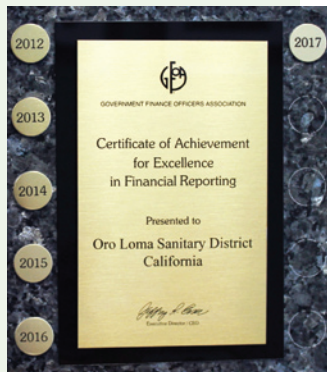 2012
2017
GFOA
GOVERNMENT FINANCE OFFICERS ASSOCIATION
2013
Certificate of Achievement
for Excellence
in Financial Reporting
2014
Presented to
Oro Loma Sanitary District
California
2015
2016
Executive Director / CEO